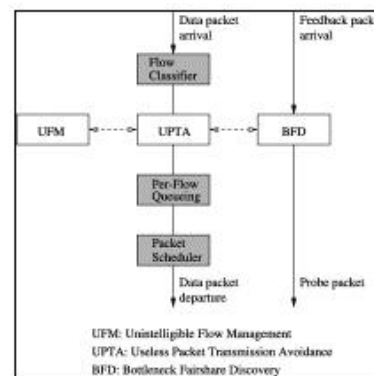 Data packet
arrival
Feedback pack
arrival
Flow
Classifier
UFM
UPTA
BFD
Per-Flow
Queueing
Packet
Scheduler
Data packet
departure
Probe packet
UFM: Unintelligible Flow Management
UPTA: Useless Packet Transmission Avoidance
BFD: Bottleneck Fairshare Discovery